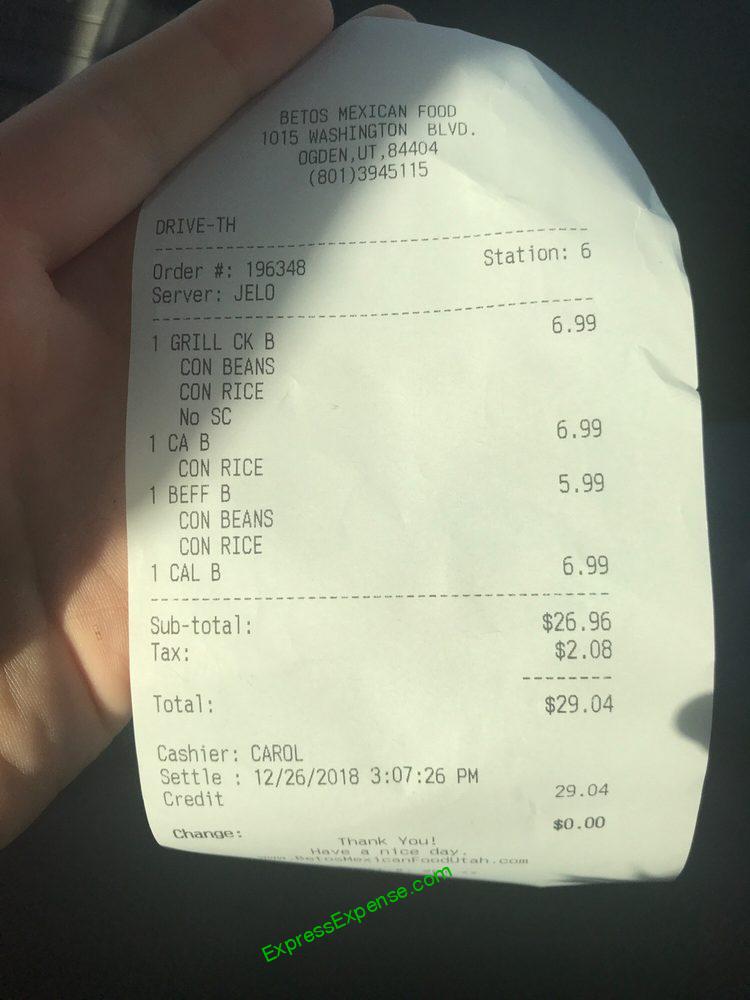 BETOS MEXICAN FOOD
1015 WASHINGTON BLVD.
OGDEN,UT,84404
(801)3945115
DRIVE-TH
Order #: 196348 Station: 6
Server: JELO
1 GRILL CK B 6.99
CON BEANS
CON RICE
No SC
1 CA B 6.99
CON RICE
1 BEFF B 5.99
CON BEANS
CON RICE
1 CAL B 6.99
Sub-total: $26.96
Tax: $2.08
Total: $29.04
Cashier: CAROL
Settle : 12/26/2018 3:07:26 PM
Credit 29.04
Change: $0.00
Thank You!
Have a nice day.
www.BetosMexicanFoodUtah.com
ExpressExpense.com